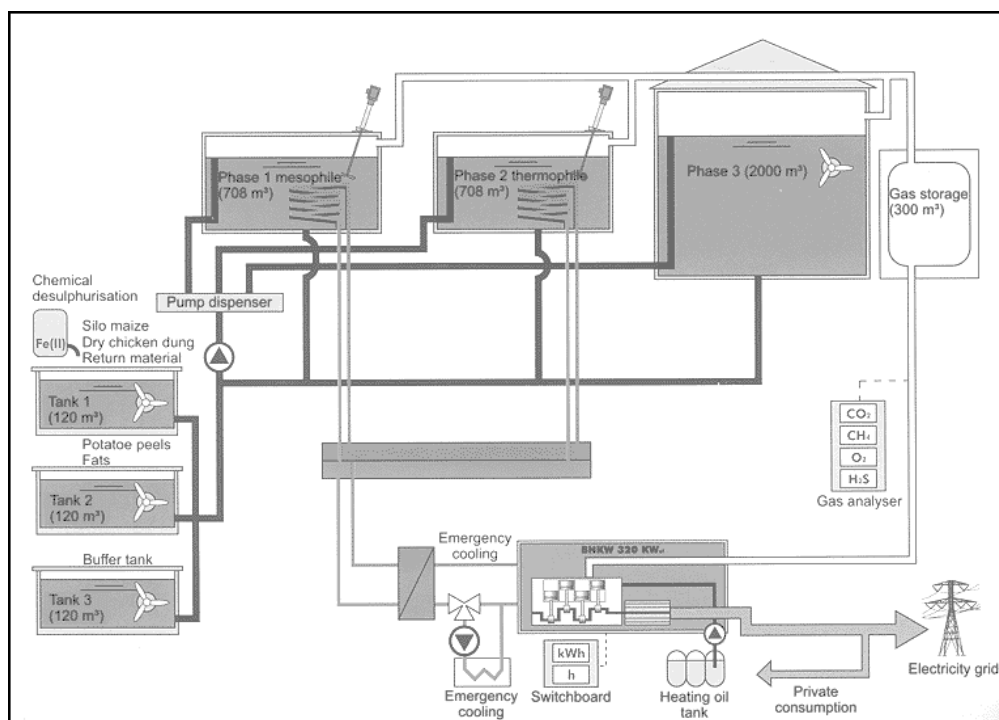 Phase 1 mesophile
(708 m³)
Phase 2 thermophile
(708 m³)
Phase 3 (2000 m³)
Gas storage
(300 m³)
Chemical
desulphurisation
Fe(II)
Silo maize
Dry chicken dung
Return material
Pump dispenser
Tank 1
(120 m³)
Potatoe peels
Fats
Tank 2
(120 m³)
Buffer tank
Tank 3
(120 m³)
CO₂
CH₄
O₂
H₂S
Gas analyser
Emergency
cooling
BHKW 320 KWel
kWh
h
Emergency
cooling
Switchboard
Heating oil
tank
Private
consumption
Electricity grid